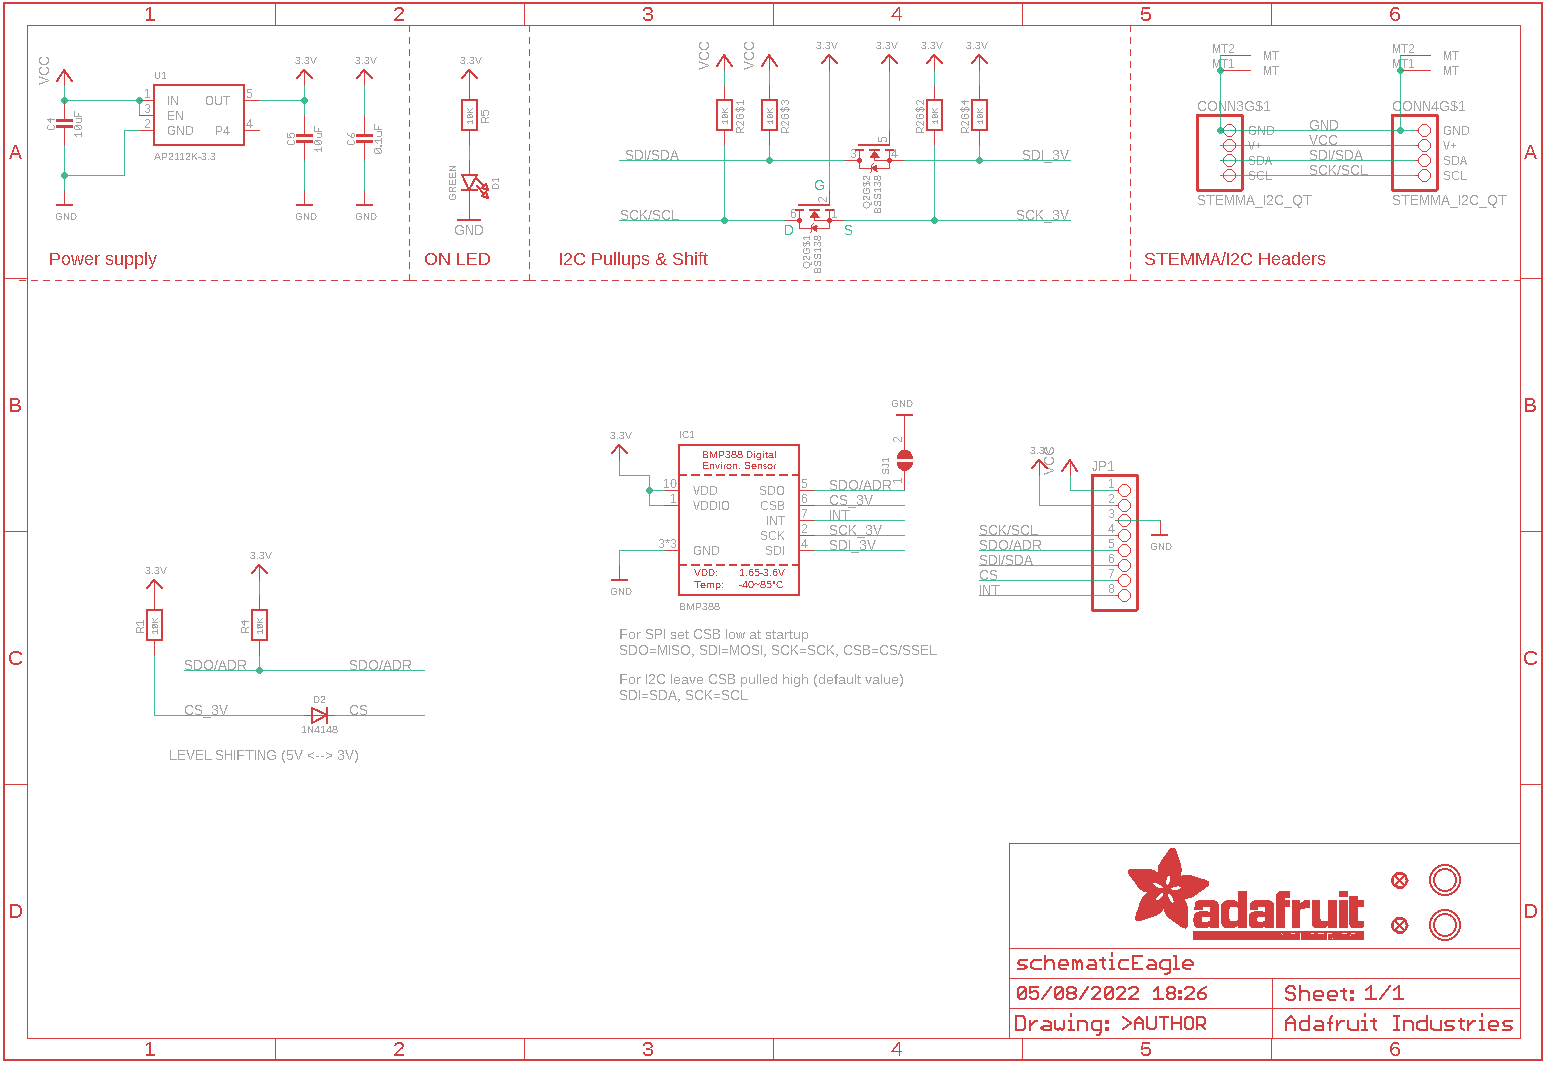 1 2 3 4 5 6
A
VCC
C4
10uF
GND
U1
1 IN OUT 5
3 EN
2 GND P4 4
AP2112K-3.3
3.3V
C5
10uF
GND
3.3V
C6
0.1uF
GND
Power supply
3.3V
10K
R5
GREEN
D1
GND
ON LED
VCC VCC 3.3V 3.3V 3.3V 3.3V
10K R2G$1
10K R2G$3
10K R2G$2
10K R2G$4
SDI/SDA
3 5 4
SDI_3V
Q2G$2
BSS138
G
2
SCK/SCL
6 1
SCK_3V
D S
Q2G$1
BSS138
I2C Pullups & Shift
MT2 MT
MT1 MT
CONN3G$1
GND
V+
SDA
SCL
STEMMA_I2C_QT
GND
VCC
SDI/SDA
SCK/SCL
MT2 MT
MT1 MT
CONN4G$1
GND
V+
SDA
SCL
STEMMA_I2C_QT
STEMMA/I2C Headers
A
B
3.3V
IC1
BMP388 Digital
Environ. Sensor
10 VDD SDO 5 SDO/ADR
1 VDDIO CSB 6 CS_3V
INT 7 INT
SCK 2 SCK_3V
3*3 GND SDI 4 SDI_3V
VDD: 1.65-3.6V
Temp: -40~85°C
GND
BMP388
GND
2
SJ1
1
For SPI set CSB low at startup
SDO=MISO, SDI=MOSI, SCK=SCK, CSB=CS/SSEL
For I2C leave CSB pulled high (default value)
SDI=SDA, SCK=SCL
3.3V
VCC
JP1
1
2
3
GND
SCK/SCL 4
SDO/ADR 5
SDI/SDA 6
CS 7
INT 8
B
C
3.3V
R1
10K
3.3V
R4
10K
SDO/ADR SDO/ADR
CS_3V D2 CS
1N4148
LEVEL SHIFTING (5V <--> 3V)
C
D
adafruit
schematicEagle
05/08/2022 18:26 Sheet: 1/1
Drawing: >AUTHOR Adafruit Industries
D
1 2 3 4 5 6